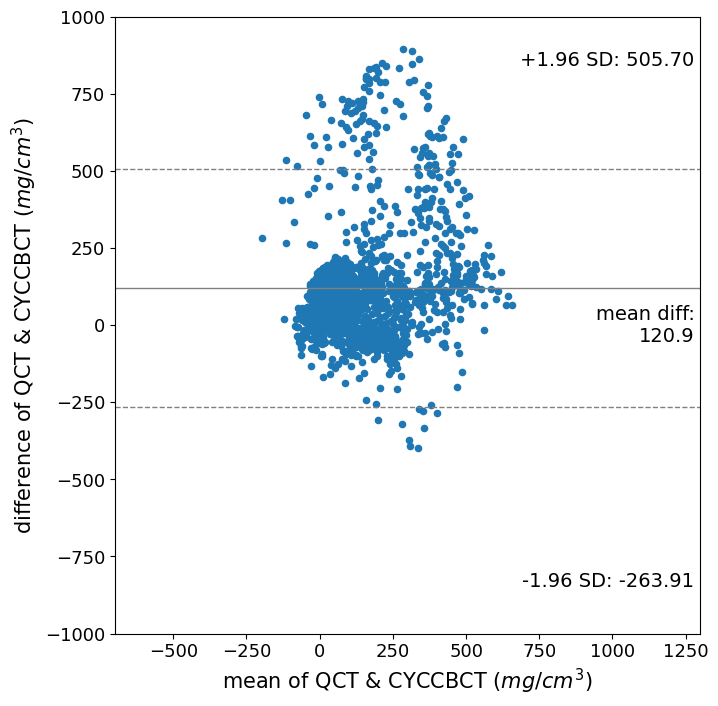 1000
750
500
250
0
−250
−500
−750
−1000
difference of QCT & CYCCBCT (mg/cm³)
+1.96 SD: 505.70
mean diff:
120.9
-1.96 SD: -263.91
−500 −250 0 250 500 750 1000 1250
mean of QCT & CYCCBCT (mg/cm³)